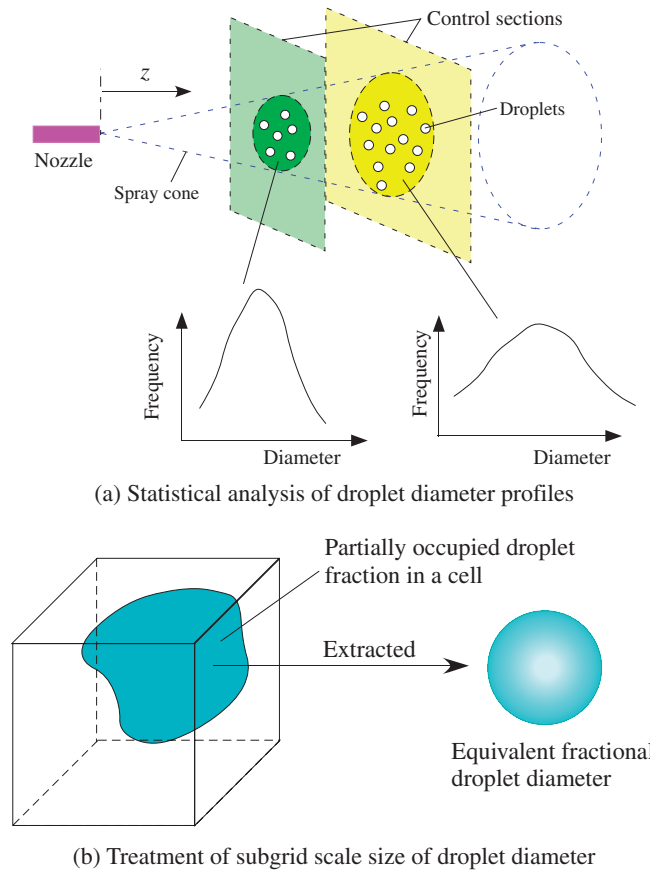 Control sections
z
Droplets
Nozzle
Spray cone
Frequency
Diameter
Frequency
Diameter
(a) Statistical analysis of droplet diameter profiles
Partially occupied droplet
fraction in a cell
Extracted
Equivalent fractional
droplet diameter
(b) Treatment of subgrid scale size of droplet diameter